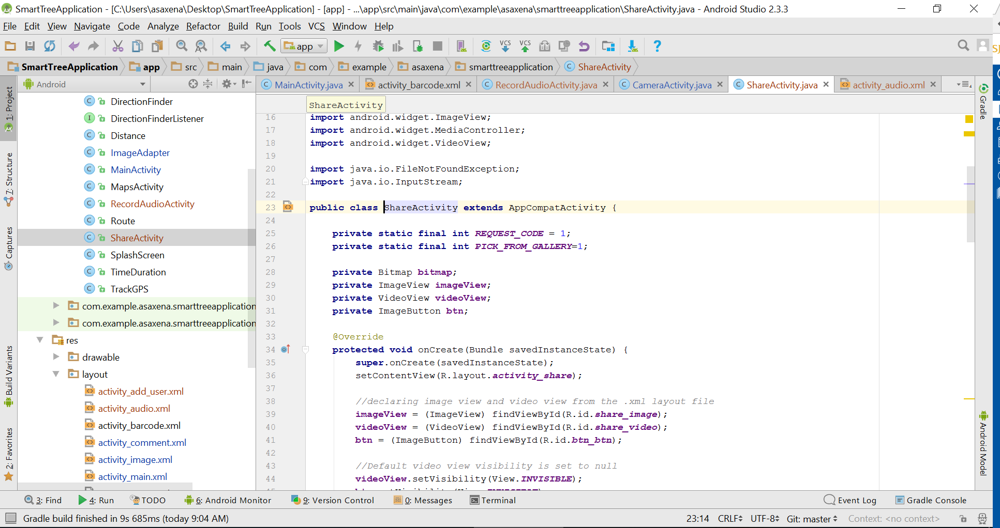 SmartTreeApplication - [C:\Users\asaxena\Desktop\SmartTreeApplication] - [app] - ...\app\src\main\java\com\example\asaxena\smarttreeapplication\ShareActivity.java - Android Studio 2.3.3
File Edit View Navigate Code Analyze Refactor Build Run Tools VCS Window Help
app VCS VCS ?
SmartTreeApplication app src main java com example asaxena smarttreeapplication ShareActivity
Android
MainActivity.java activity_barcode.xml RecordAudioActivity.java CameraActivity.java ShareActivity.java activity_audio.xml
1: Project
7: Structure
Captures
Build Variants
2: Favorites
DirectionFinder
DirectionFinderListener
Distance
ImageAdapter
MainActivity
MapsActivity
RecordAudioActivity
Route
ShareActivity
SplashScreen
TimeDuration
TrackGPS
com.example.asaxena.smarttreeapplication
com.example.asaxena.smarttreeapplication
res
drawable
layout
activity_add_user.xml
activity_audio.xml
activity_barcode.xml
activity_comment.xml
activity_image.xml
activity_main.xml
ShareActivity
16 import android.widget.ImageView;
17 import android.widget.MediaController;
18 import android.widget.VideoView;
19
20 import java.io.FileNotFoundException;
21 import java.io.InputStream;
22
23 public class ShareActivity extends AppCompatActivity {
24
25 private static final int REQUEST_CODE = 1;
26 private static final int PICK_FROM_GALLERY=1;
27
28 private Bitmap bitmap;
29 private ImageView imageView;
30 private VideoView videoView;
31 private ImageButton btn;
32
33 @Override
34 protected void onCreate(Bundle savedInstanceState) {
35 super.onCreate(savedInstanceState);
36 setContentView(R.layout.activity_share);
37
38 //declaring image view and video view from the .xml layout file
39 imageView = (ImageView) findViewById(R.id.share_image);
40 videoView = (VideoView) findViewById(R.id.share_video);
41 btn = (ImageButton) findViewById(R.id.btn_btn);
42
43 //Default video view visibility is set to null
44 videoView.setVisibility(View.INVISIBLE);
Gradle
Android Model
3: Find 4: Run TODO 6: Android Monitor 9: Version Control 0: Messages Terminal Event Log Gradle Console
Gradle build finished in 9s 685ms (today 9:04 AM) 23:14 CRLF UTF-8 Git: master Context: <no context>